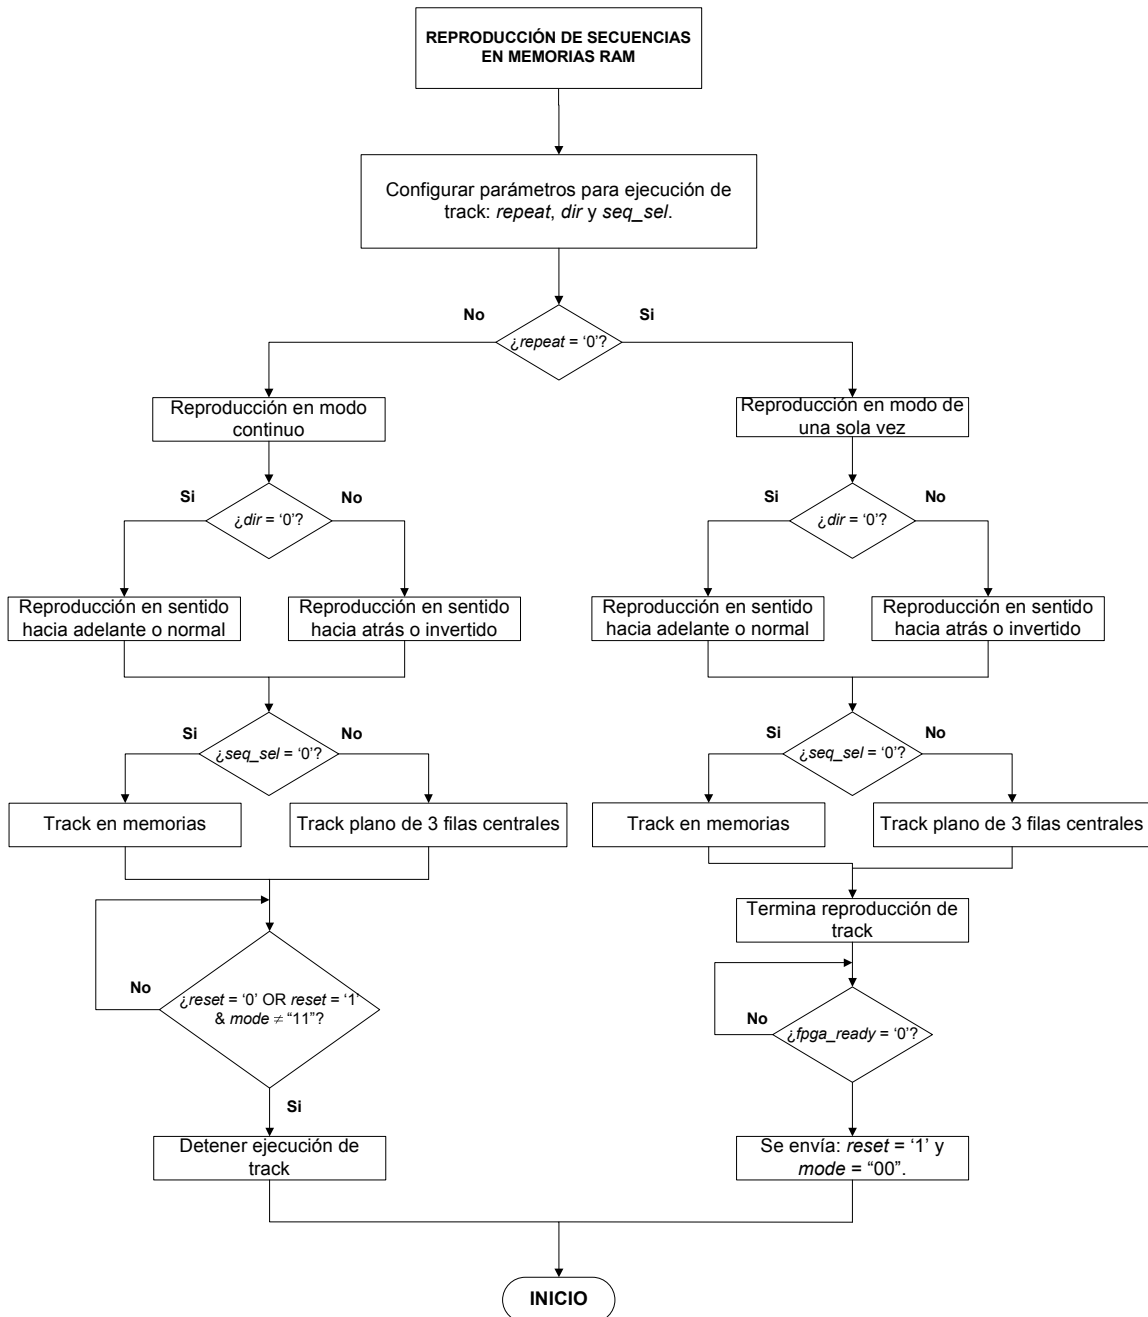 REPRODUCCIÓN DE SECUENCIAS
EN MEMORIAS RAM
Configurar parámetros para ejecución de
track: repeat, dir y seq_sel.
No
Si
¿repeat = ‘0’?
Reproducción en modo
continuo
Reproducción en modo de
una sola vez
Si
No
¿dir = ‘0’?
Si
No
¿dir = ‘0’?
Reproducción en sentido
hacia adelante o normal
Reproducción en sentido
hacia atrás o invertido
Reproducción en sentido
hacia adelante o normal
Reproducción en sentido
hacia atrás o invertido
Si
No
¿seq_sel = ‘0’?
Si
No
¿seq_sel = ‘0’?
Track en memorias
Track plano de 3 filas centrales
Track en memorias
Track plano de 3 filas centrales
Termina reproducción de
track
No
¿reset = ‘0’ OR reset = ‘1’
& mode ≠ “11”?
No
¿fpga_ready = ‘0’?
Si
Detener ejecución de
track
Se envía: reset = ‘1’ y
mode = “00”.
INICIO